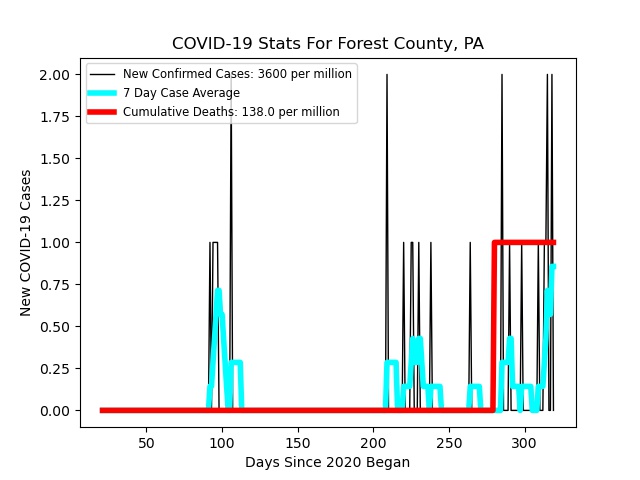 COVID-19 Stats For Forest County, PA
New Confirmed Cases: 3600 per million
7 Day Case Average
Cumulative Deaths: 138.0 per million
New COVID-19 Cases
2.00
1.75
1.50
1.25
1.00
0.75
0.50
0.25
0.00
50 100 150 200 250 300
Days Since 2020 Began